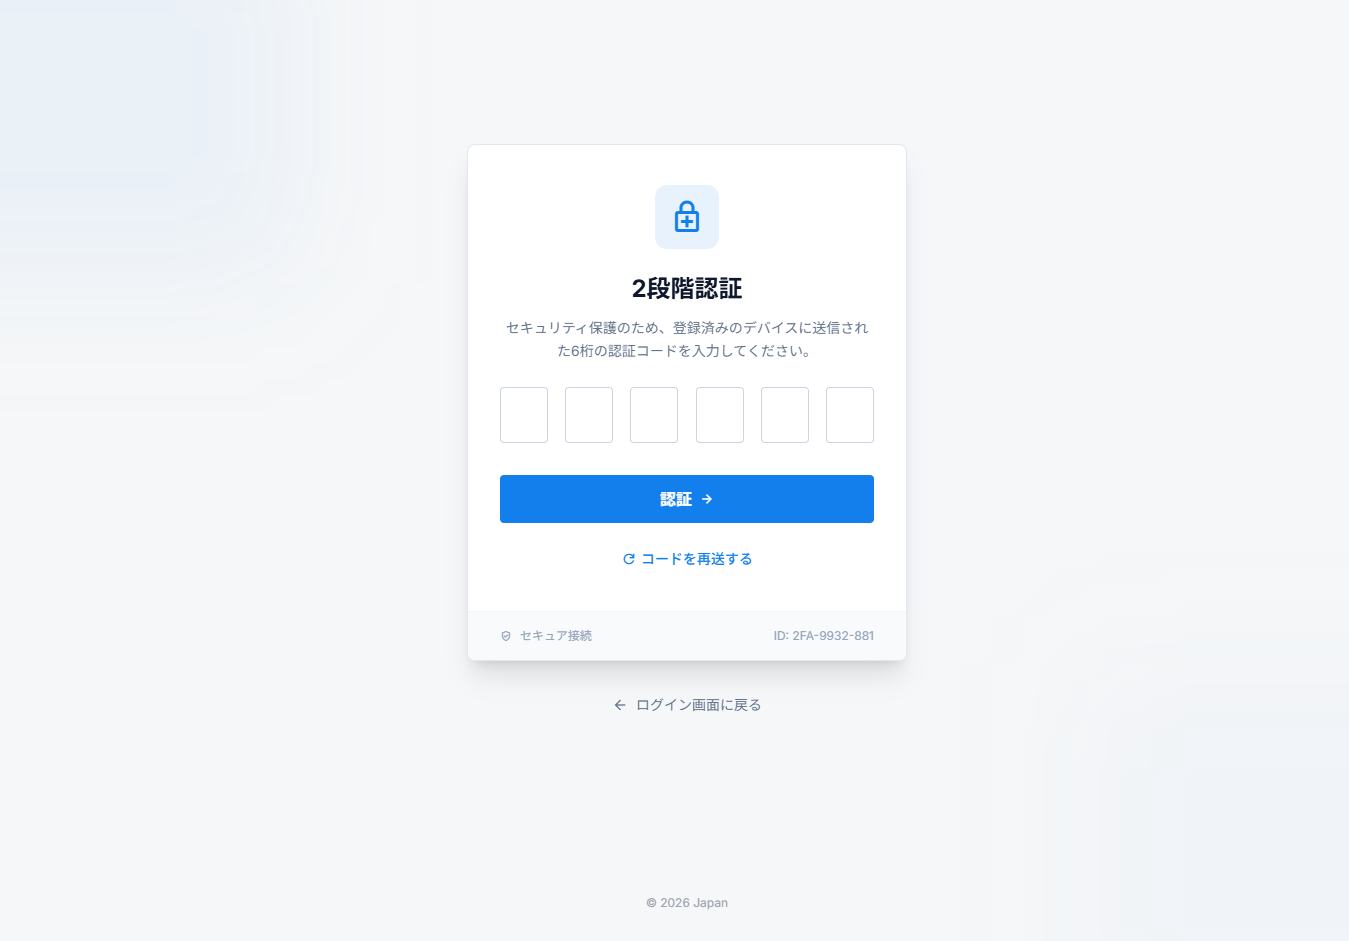 2段階認証
セキュリティ保護のため、登録済みのデバイスに送信され
た6桁の認証コードを入力してください。
認証
コードを再送する
セキュア接続
ID: 2FA-9932-881
ログイン画面に戻る
© 2026 Japan